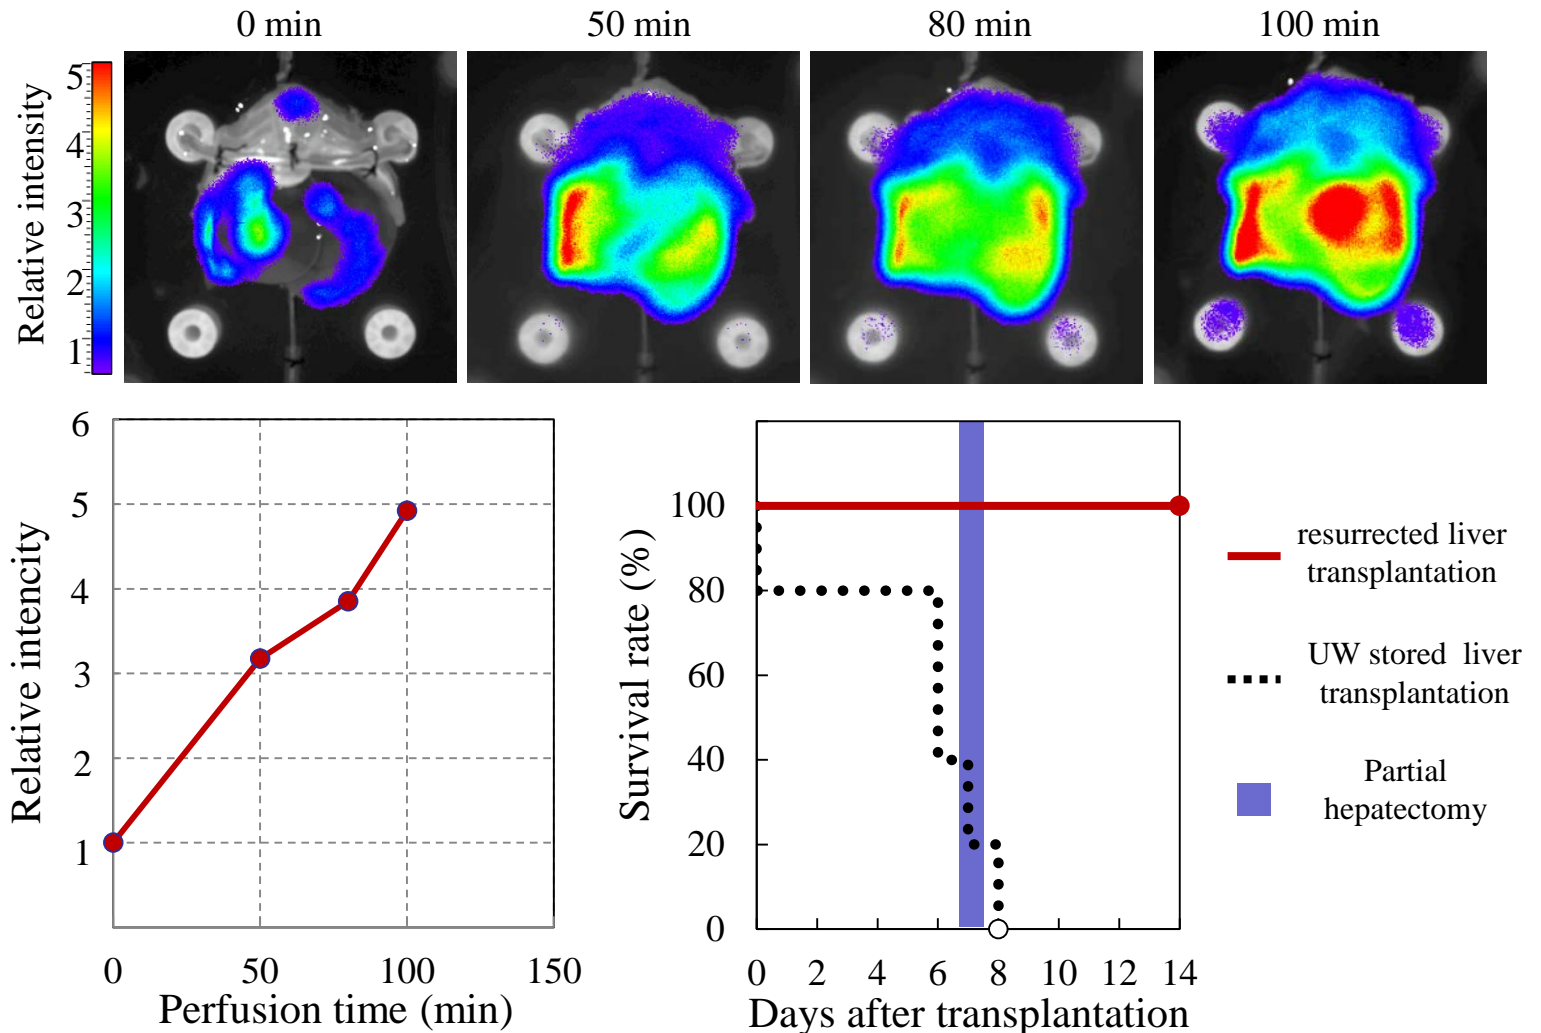 0 min
50 min
80 min
100 min
Relative intensity
5
4
3
2
1
Relative intencity
6
5
4
3
2
1
0
50
100
150
Perfusion time (min)
Survival rate (%)
100
80
60
40
20
0
0
2
4
6
8
10
12
14
Days after transplantation
resurrected liver
transplantation
UW stored liver
transplantation
Partial
hepatectomy